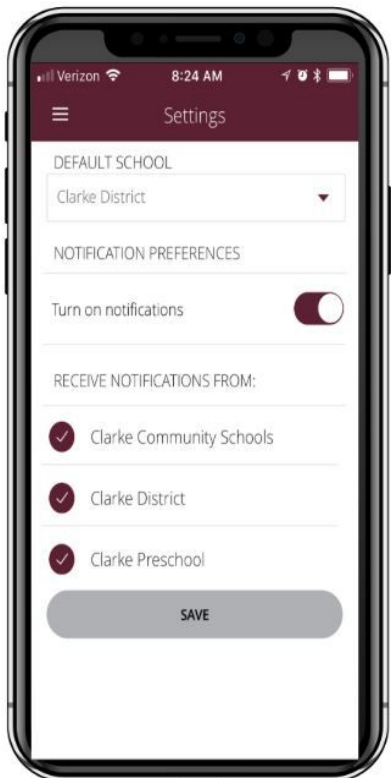 Verizon 8:24 AM
Settings
DEFAULT SCHOOL
Clarke District
NOTIFICATION PREFERENCES
Turn on notifications
RECEIVE NOTIFICATIONS FROM:
Clarke Community Schools
Clarke District
Clarke Preschool
SAVE